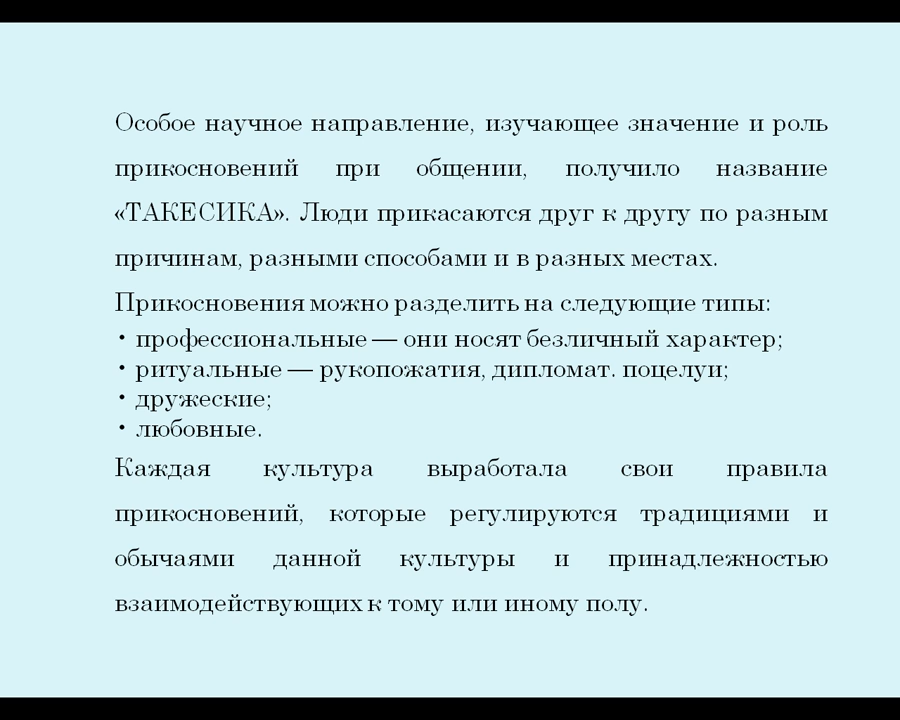 Особое научное направление, изучающее значение и роль
прикосновений при общении, получило название
«ТАКЕСИКА». Люди прикасаются друг к другу по разным
причинам, разными способами и в разных местах.
Прикосновения можно разделить на следующие типы:
• профессиональные — они носят безличный характер;
• ритуальные — рукопожатия, дипломат. поцелуи;
• дружеские;
• любовные.
Каждая культура выработала свои правила
прикосновений, которые регулируются традициями и
обычаями данной культуры и принадлежностью
взаимодействующих к тому или иному полу.